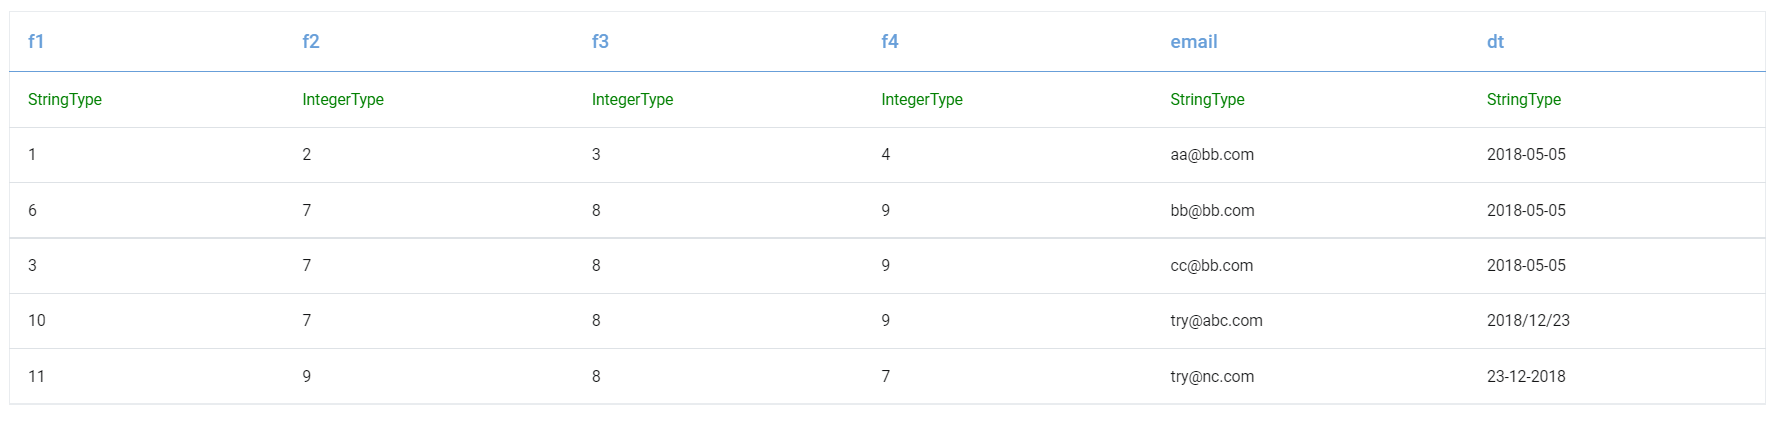 f1 f2 f3 f4 email dt
StringType IntegerType IntegerType IntegerType StringType StringType
1 2 3 4 aa@bb.com 2018-05-05
6 7 8 9 bb@bb.com 2018-05-05
3 7 8 9 cc@bb.com 2018-05-05
10 7 8 9 try@abc.com 2018/12/23
11 9 8 7 try@nc.com 23-12-2018